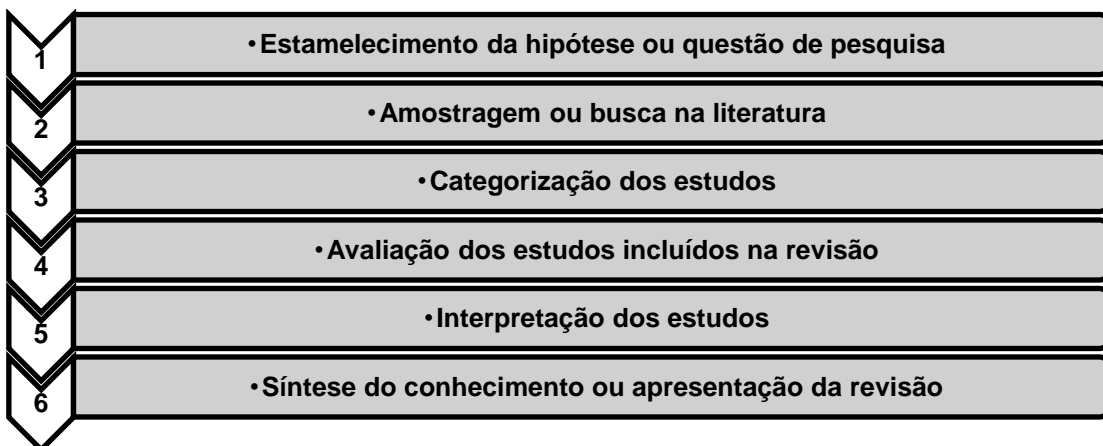 1
•Estamelecimento da hipótese ou questão de pesquisa
2
•Amostragem ou busca na literatura
3
•Categorização dos estudos
4
•Avaliação dos estudos incluídos na revisão
5
•Interpretação dos estudos
6
•Síntese do conhecimento ou apresentação da revisão